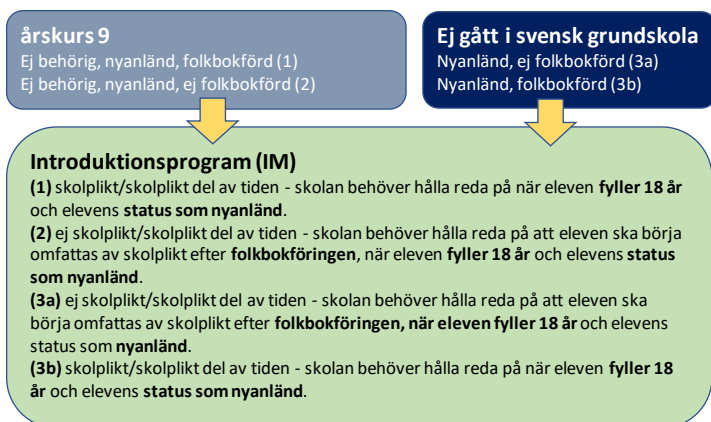 årskurs 9
Ej behörig, nyanländ, folkbokförd (1)
Ej behörig, nyanländ, ej folkbokförd (2)
Ej gått i svensk grundskola
Nyanländ, ej folkbokförd (3a)
Nyanländ, folkbokförd (3b)
Introduktionsprogram (IM)
(1) skolplikt/skolplikt del av tiden - skolan behöver hålla reda på när eleven fyller 18 år
och elevens status som nyanländ.
(2) ej skolplikt/skolplikt del av tiden - skolan behöver hålla reda på att eleven ska börja
omfattas av skolplikt efter folkbokföringen, när eleven fyller 18 år och elevens status
som nyanländ.
(3a) ej skolplikt/skolplikt del av tiden - skolan behöver hålla reda på att eleven ska
börja omfattas av skolplikt efter folkbokföringen, när eleven fyller 18 år och elevens
status som nyanländ.
(3b) skolplikt/skolplikt del av tiden - skolan behöver hålla reda på när eleven fyller 18
år och elevens status som nyanländ.